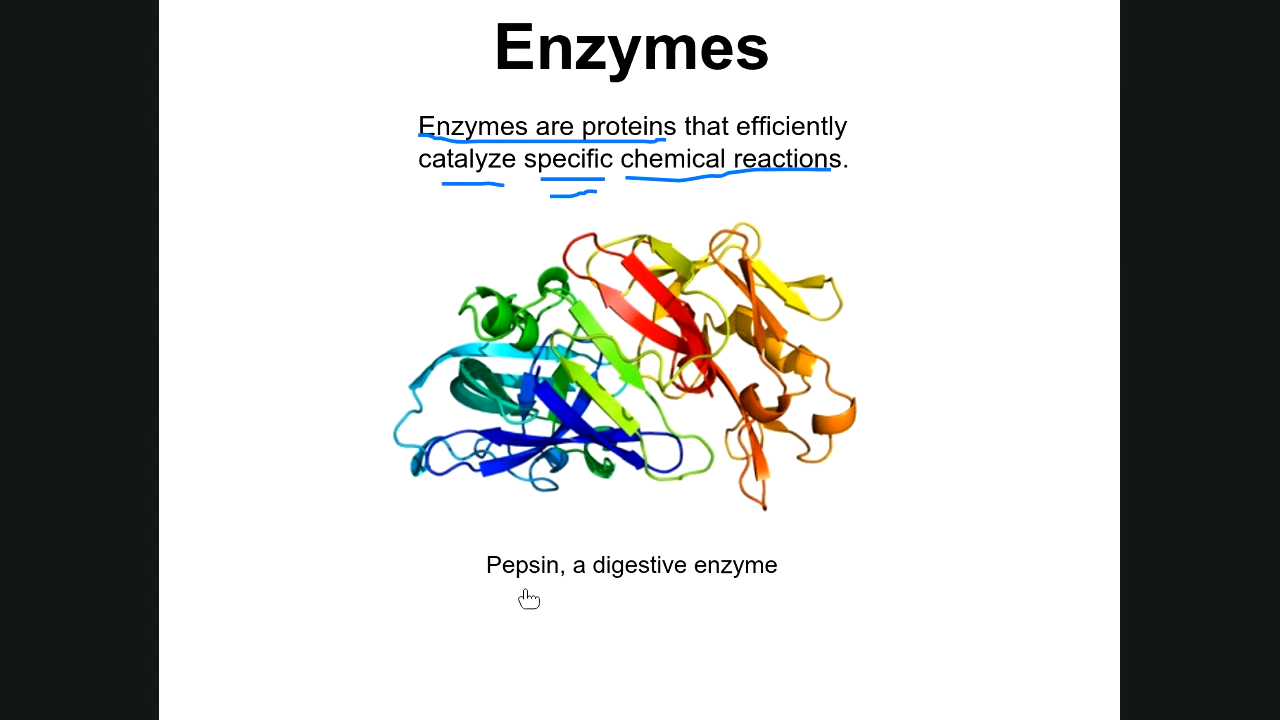 Enzymes
Enzymes are proteins that efficiently
catalyze specific chemical reactions.
Pepsin, a digestive enzyme